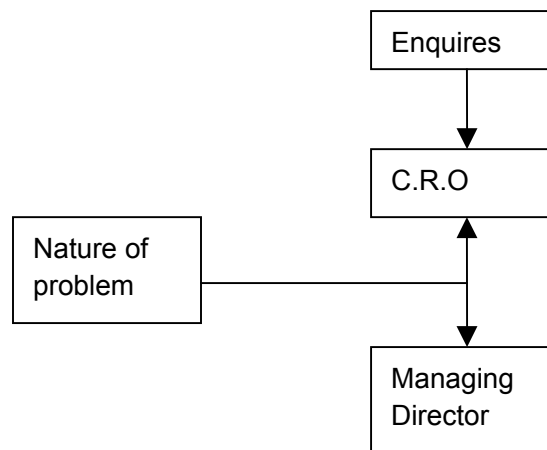 Enquires
C.R.O
Nature of
problem
Managing
Director